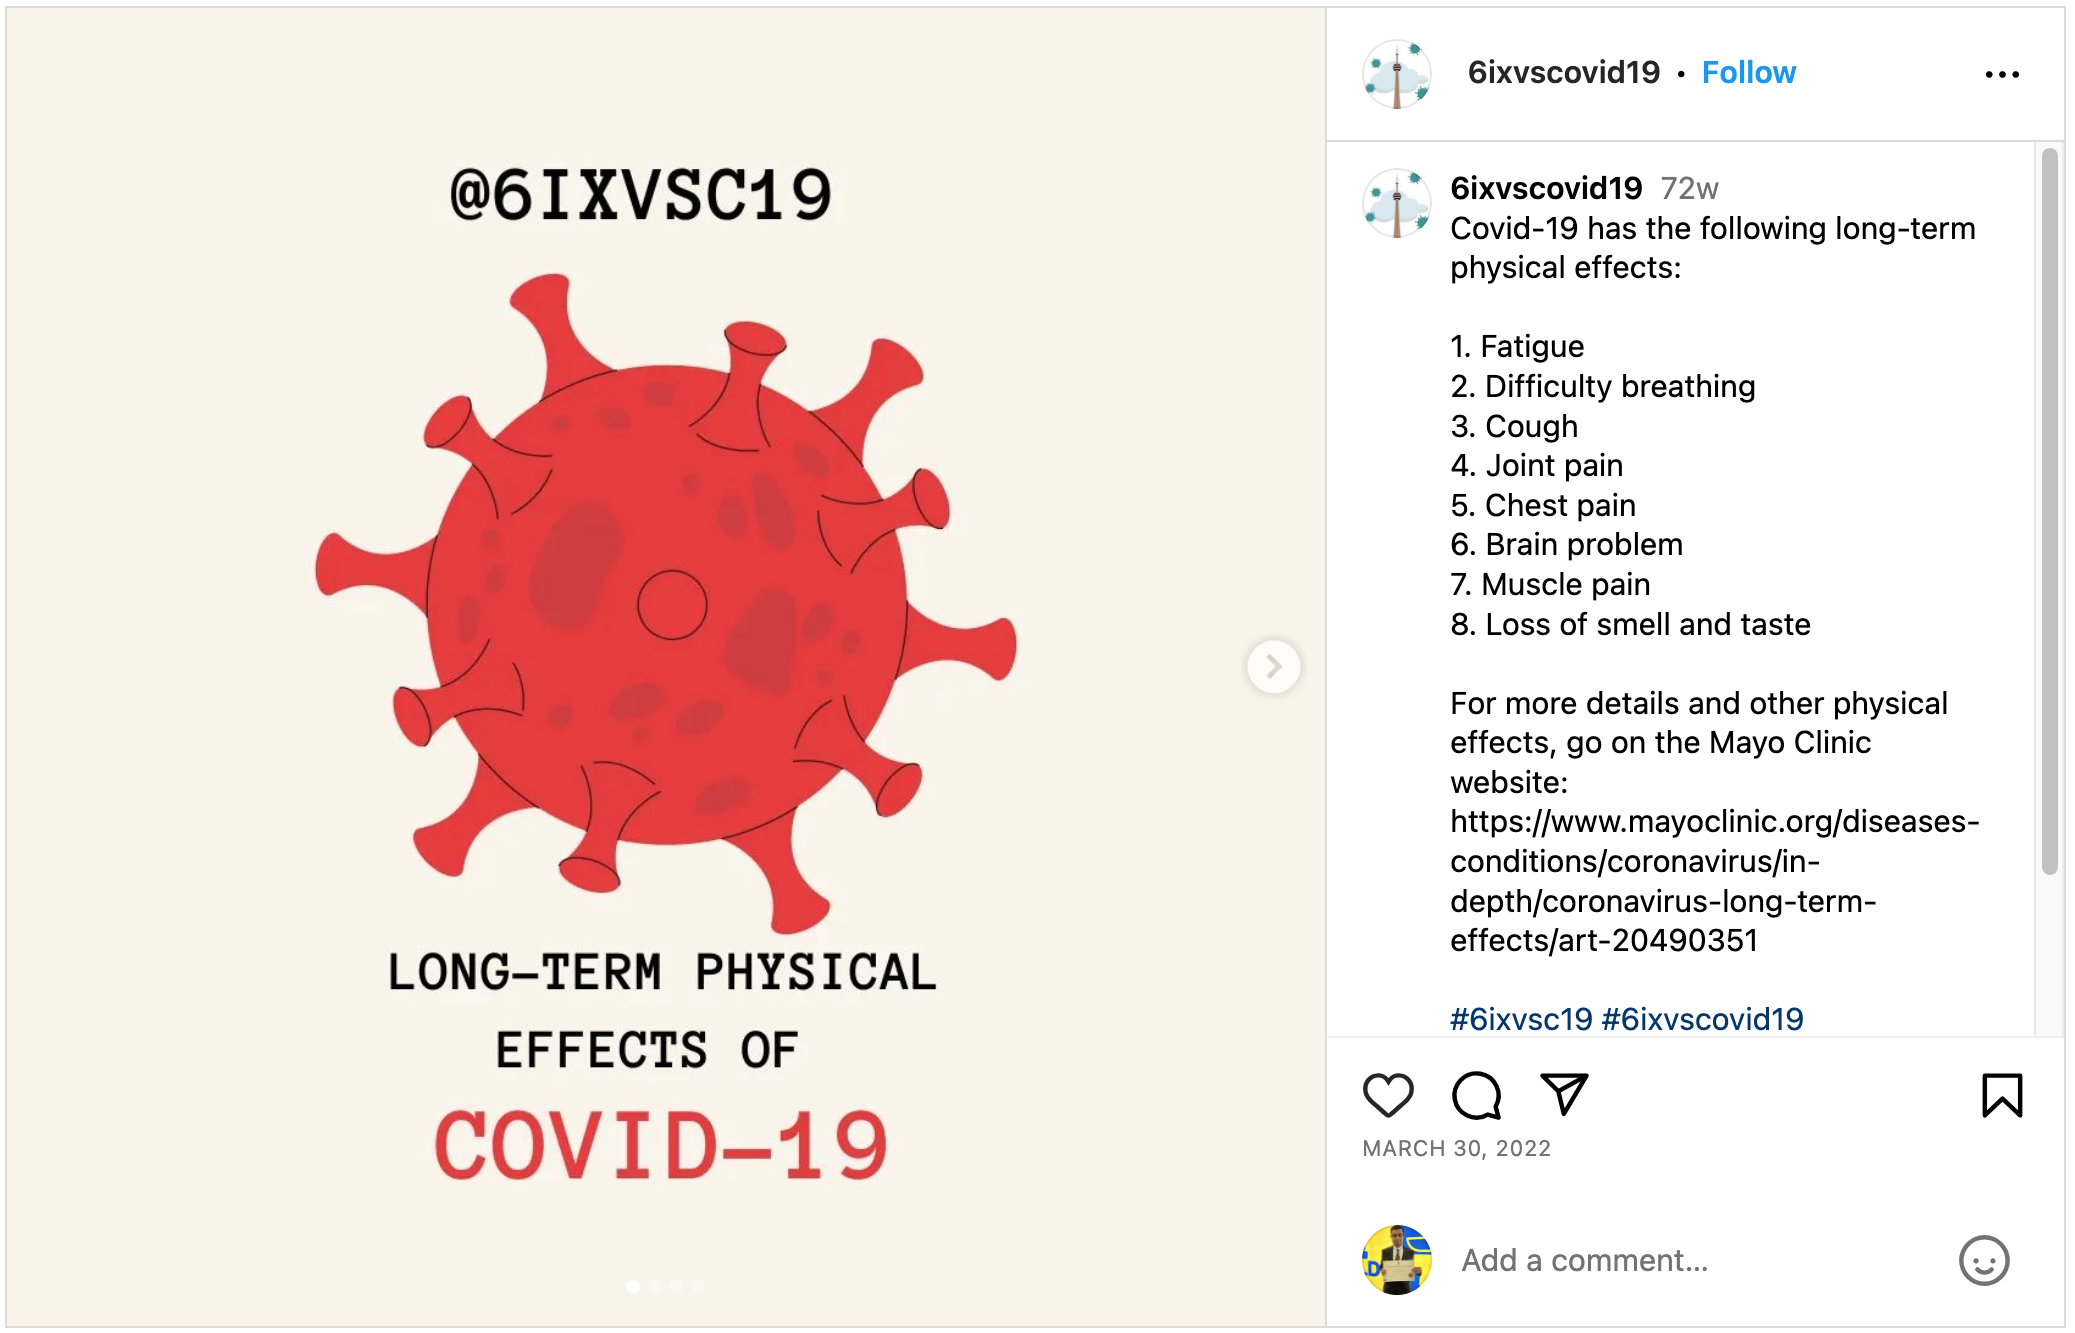 @6IXVSC19
LONG-TERM PHYSICAL
EFFECTS OF
COVID-19
6ixvscovid19 • Follow
6ixvscovid19 72w
Covid-19 has the following long-term
physical effects:
1. Fatigue
2. Difficulty breathing
3. Cough
4. Joint pain
5. Chest pain
6. Brain problem
7. Muscle pain
8. Loss of smell and taste
For more details and other physical
effects, go on the Mayo Clinic
website:
https://www.mayoclinic.org/diseases-
conditions/coronavirus/in-
depth/coronavirus-long-term-
effects/art-20490351
#6ixvsc19 #6ixvscovid19
MARCH 30, 2022
Add a comment...